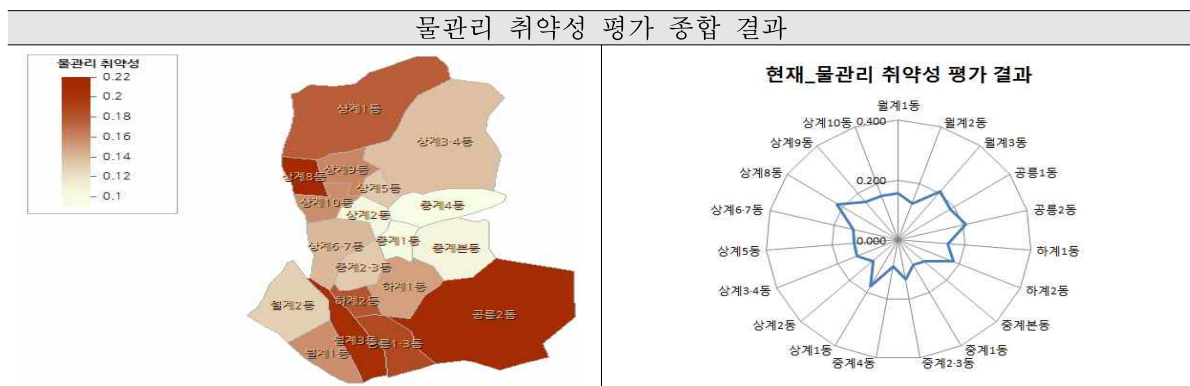 물관리 취약성 평가 종합 결과
물관리 취약성
0.22
0.2
0.18
0.16
0.14
0.12
0.1
상계1동
상계3·4동
상계8동
상계9동
상계5동
상계10동
상계2동
중계4동
상계6·7동
중계1동
중계본동
중계2·3동
하계1동
월계2동
하계2동
공릉2동
월계3동
공릉1·3동
월계1동
현재_물관리 취약성 평가 결과
월계1동
월계2동
월계3동
공릉1동
공릉2동
하계1동
하계2동
중계본동
중계1동
중계2·3동
중계4동
상계1동
상계2동
상계3·4동
상계5동
상계6·7동
상계8동
상계9동
상계10동
0.400
0.200
0.000